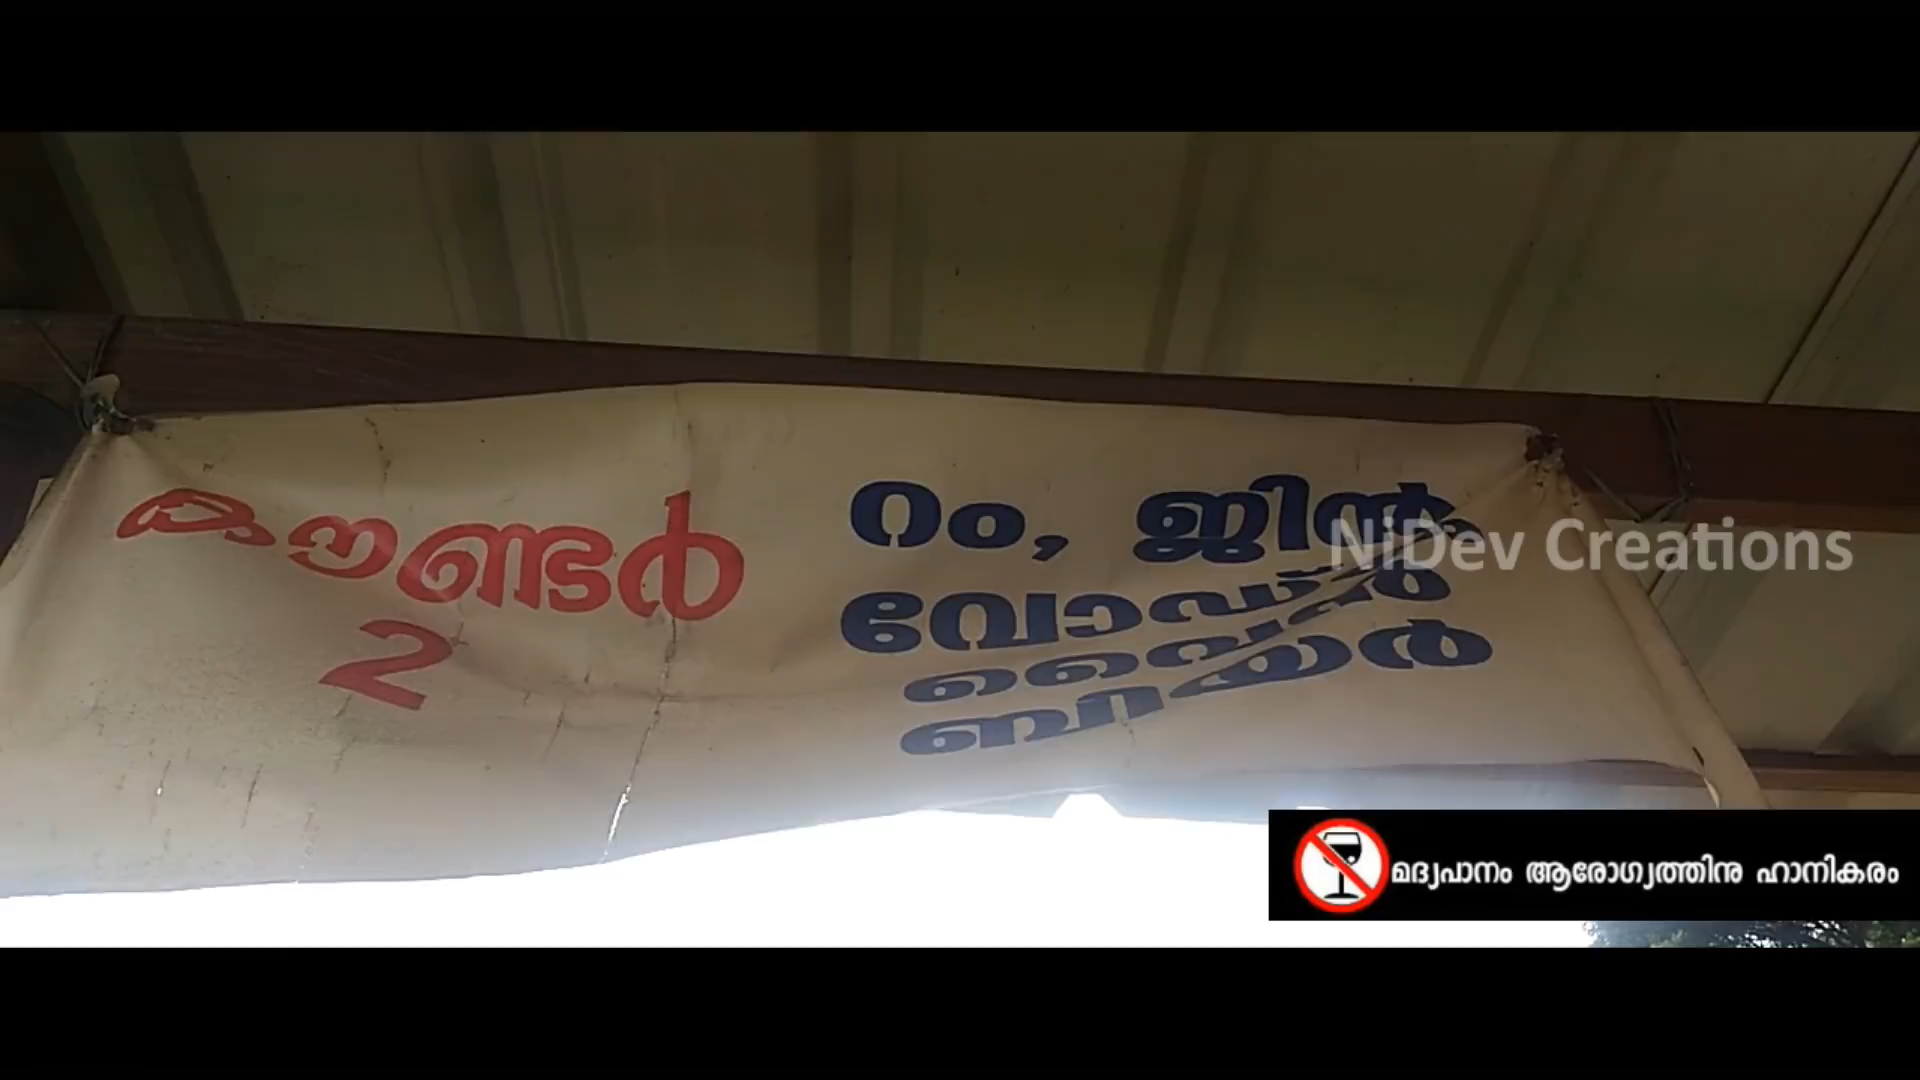 കൗണ്ടർ
2
റം, ജിൻ
വോഡ്ക
വൈൻ
ബിയർ
NiDev Creations
മദ്യപാനം ആരോഗ്യത്തിനു ഹാനികരം